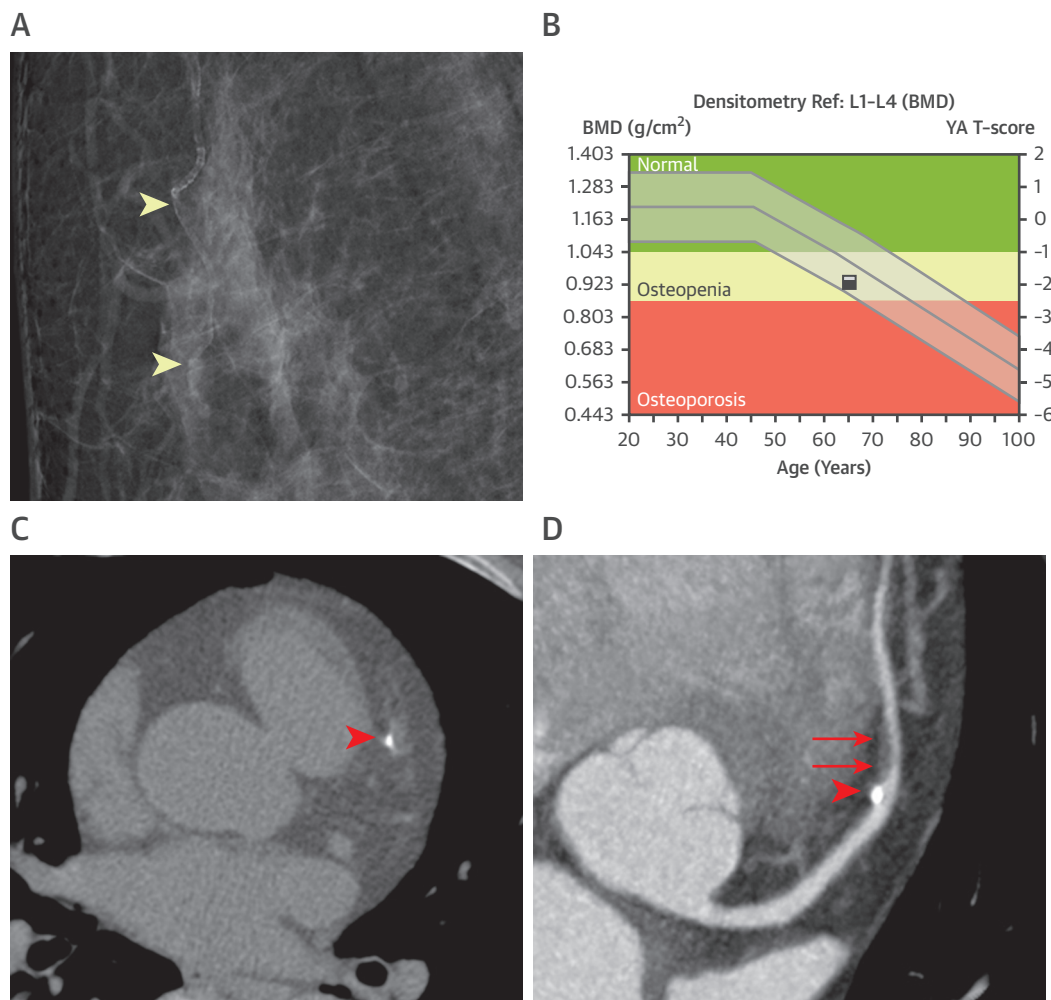 A
B
Densitometry Ref: L1-L4 (BMD)
BMD (g/cm²)
YA T-score
1.403
1.283
1.163
1.043
0.923
0.803
0.683
0.563
0.443
Normal
Osteopenia
Osteoporosis
2
1
0
-1
-2
-3
-4
-5
-6
20 30 40 50 60 70 80 90 100
Age (Years)
C
D